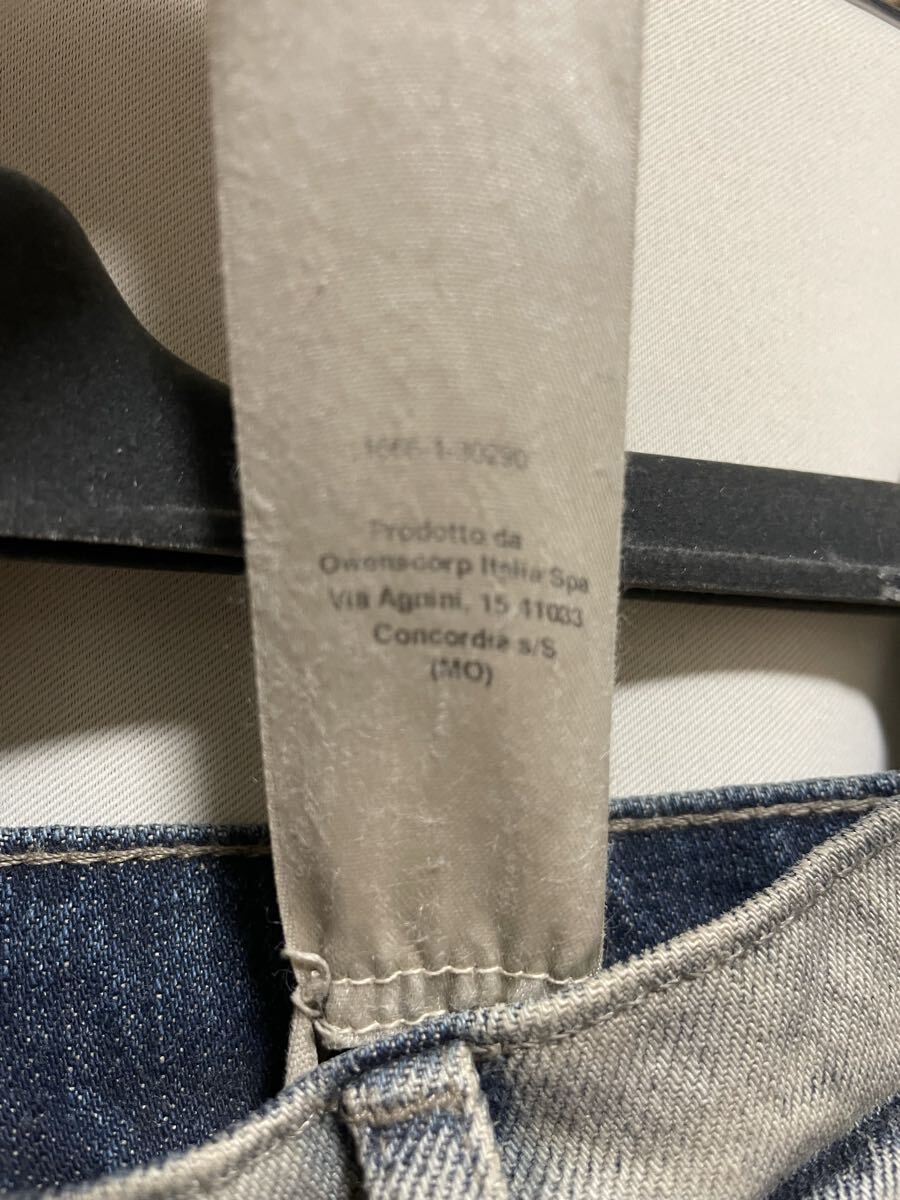 1666-1-30290
Prodotto da
Owenscorp Italia Spa
Via Agnini, 15 41033
Concordia s/S
(MO)